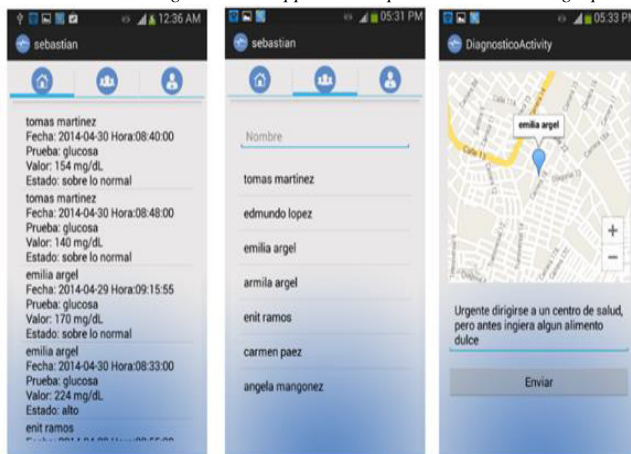 12:36 AM
sebastian
tomas martinez
Fecha: 2014-04-30 Hora:08:40:00
Prueba: glucosa
Valor: 154 mg/dL
Estado: sobre lo normal
tomas martinez
Fecha: 2014-04-30 Hora:08:48:00
Prueba: glucosa
Valor: 140 mg/dL
Estado: sobre lo normal
emilia argel
Fecha: 2014-04-29 Hora:09:15:55
Prueba: glucosa
Valor: 170 mg/dL
Estado: sobre lo normal
emilia argel
Fecha: 2014-04-30 Hora:08:33:00
Prueba: glucosa
Valor: 224 mg/dL
Estado: alto
enit ramos
05:31 PM
sebastian
Nombre
tomas martinez
edmundo lopez
emilia argel
armila argel
enit ramos
carmen paez
angela mangonez
05:33 PM
DiagnosticoActivity
emilia argel
Calle 13
+
−
Urgente dirigirse a un centro de salud,
pero antes ingiera algun alimento
dulce
Enviar